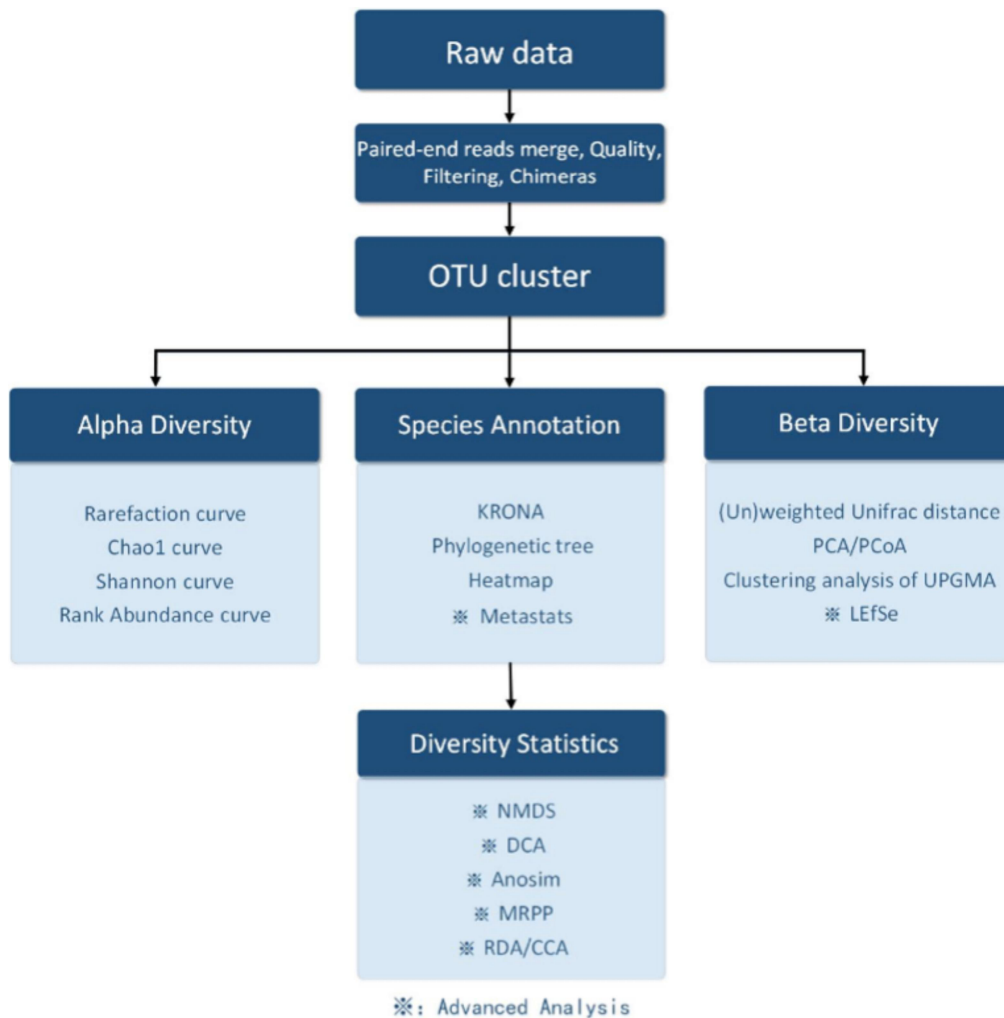 Raw data
Paired-end reads merge, Quality,
Filtering, Chimeras
OTU cluster
Alpha Diversity
Rarefaction curve
Chao1 curve
Shannon curve
Rank Abundance curve
Species Annotation
KRONA
Phylogenetic tree
Heatmap
※ Metastats
Beta Diversity
(Un)weighted Unifrac distance
PCA/PCoA
Clustering analysis of UPGMA
※ LEfSe
Diversity Statistics
※ NMDS
※ DCA
※ Anosim
※ MRPP
※ RDA/CCA
※: Advanced Analysis